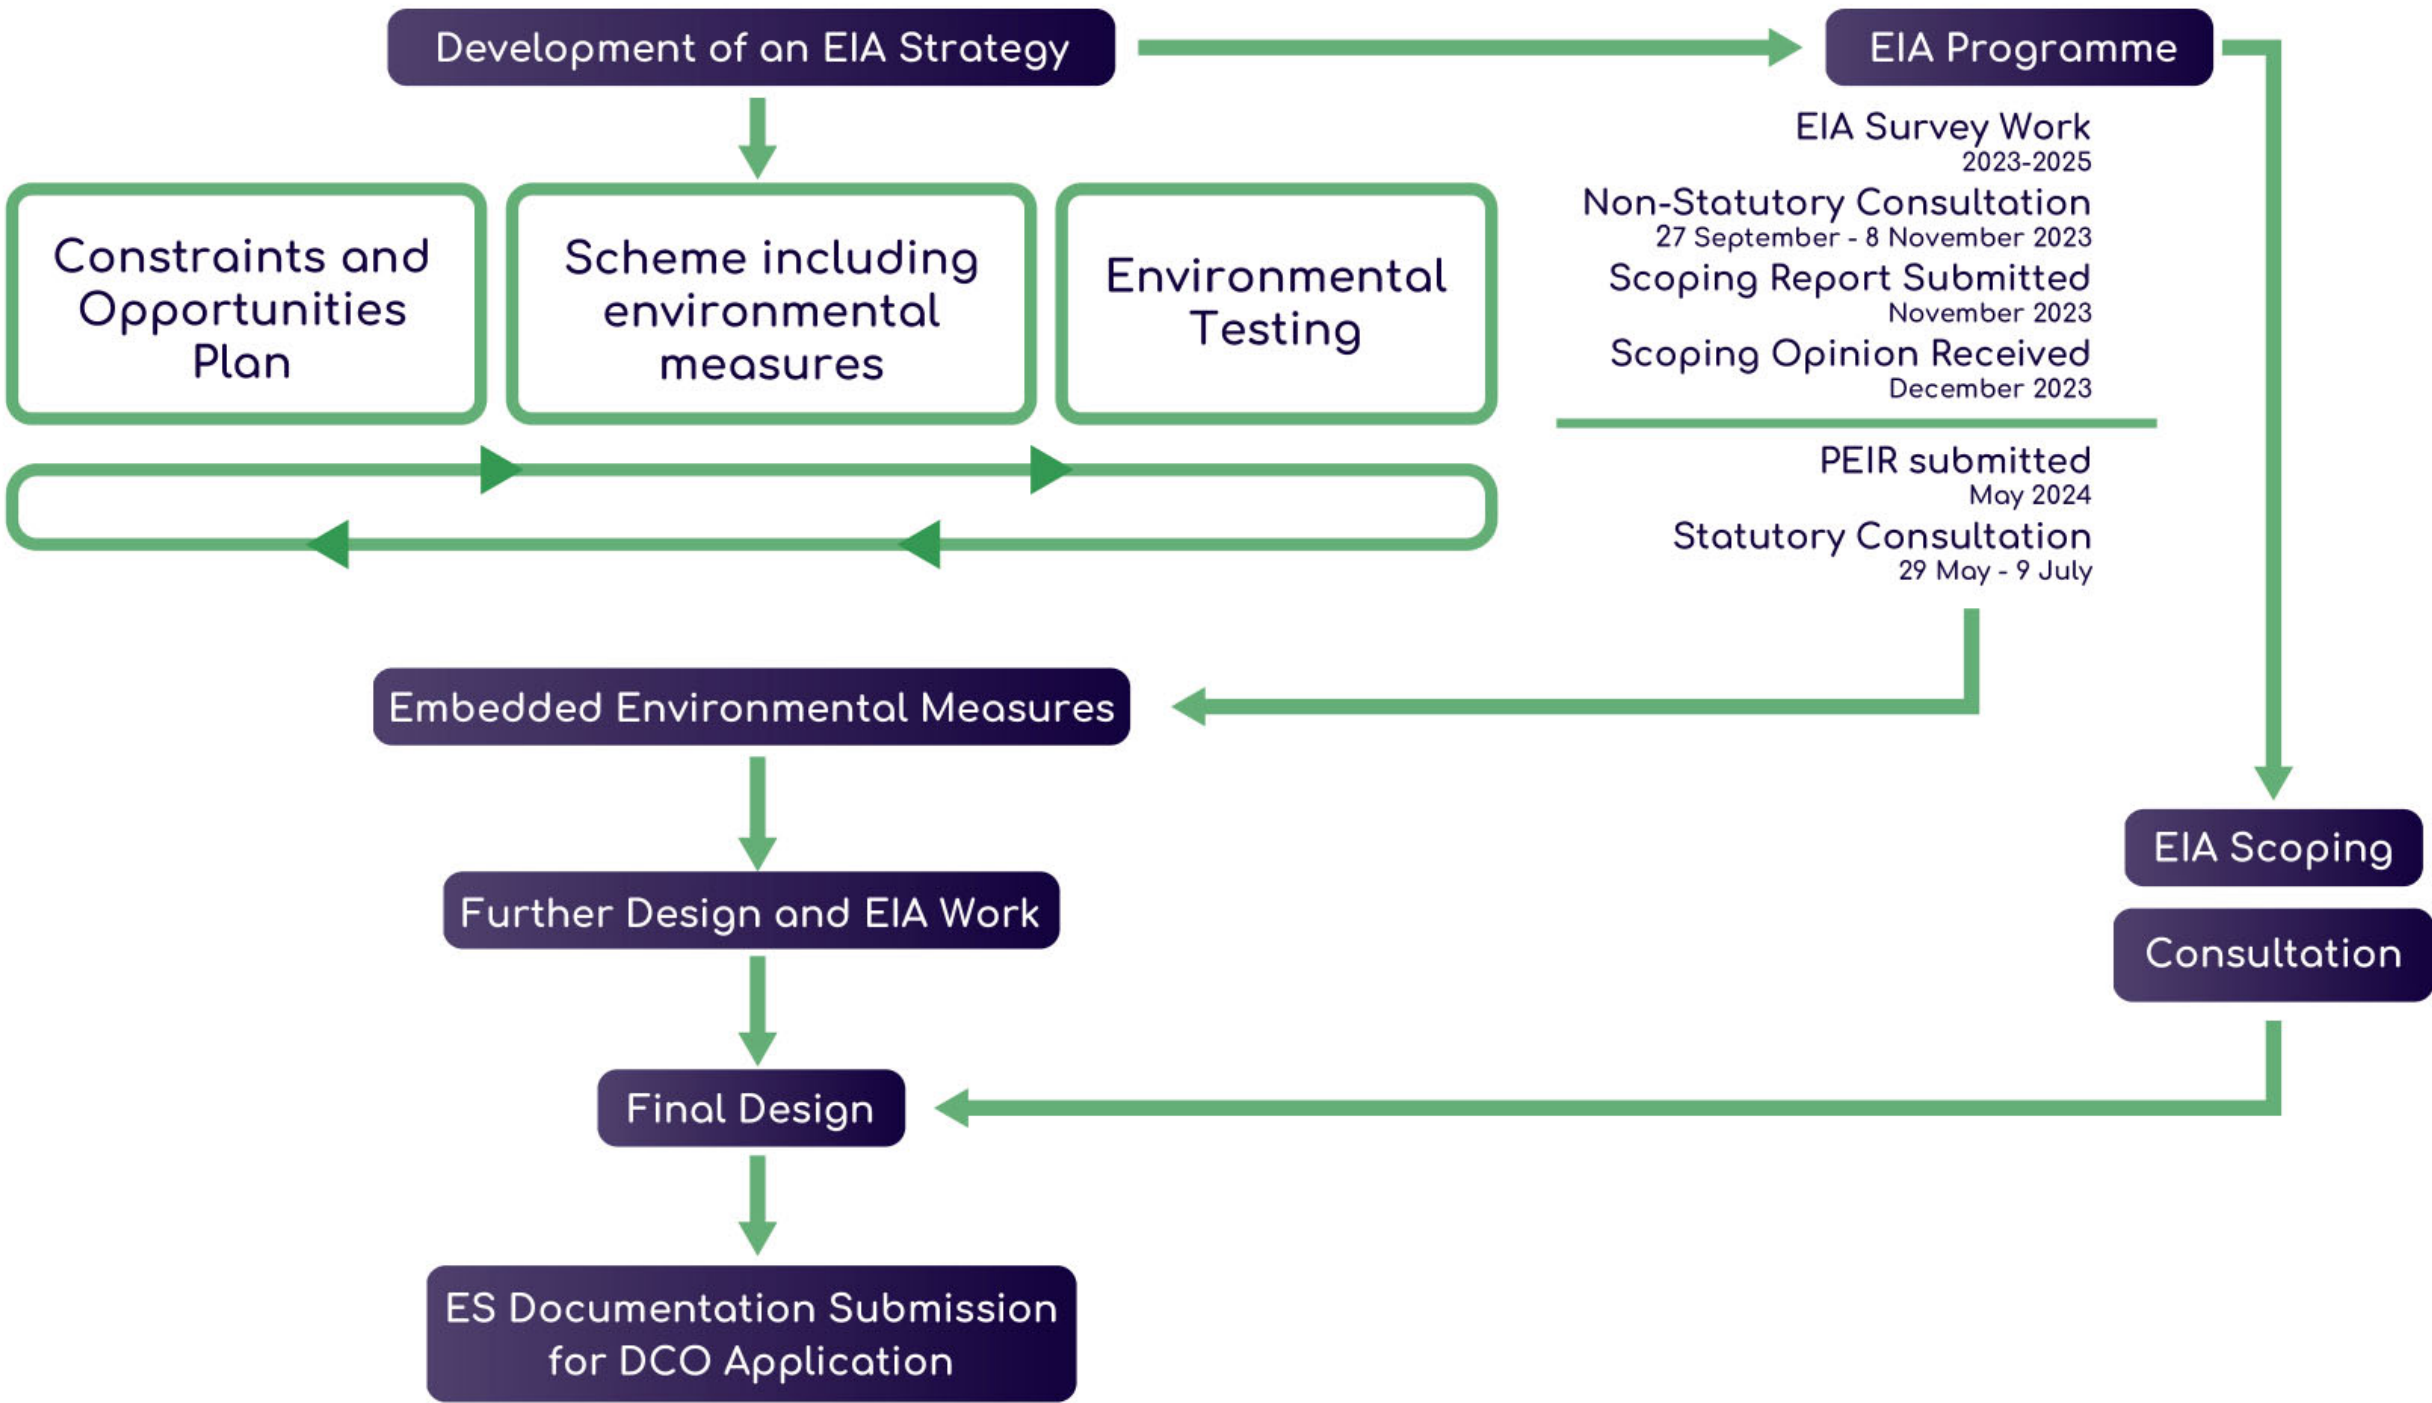 Development of an EIA Strategy
EIA Programme
EIA Survey Work
2023-2025
Non-Statutory Consultation
27 September - 8 November 2023
Scoping Report Submitted
November 2023
Scoping Opinion Received
December 2023
PEIR submitted
May 2024
Statutory Consultation
29 May - 9 July
Constraints and
Opportunities
Plan
Scheme including
environmental
measures
Environmental
Testing
Embedded Environmental Measures
Further Design and EIA Work
EIA Scoping
Consultation
Final Design
ES Documentation Submission
for DCO Application